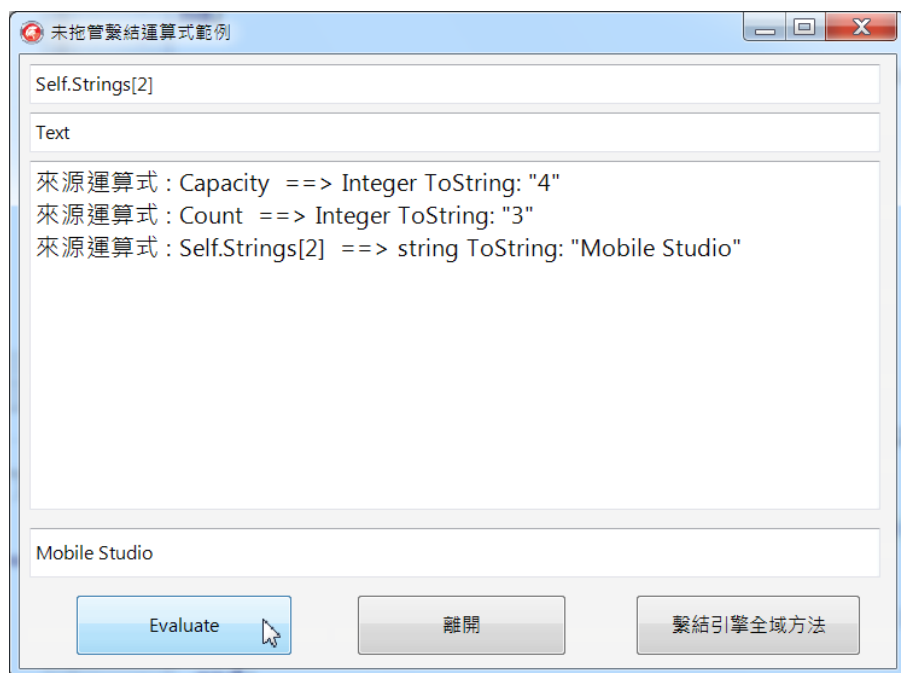 未拖管繫結運算式範例
Self.Strings[2]
Text
來源運算式 : Capacity ==> Integer ToString: "4"
來源運算式 : Count ==> Integer ToString: "3"
來源運算式 : Self.Strings[2] ==> string ToString: "Mobile Studio"
Mobile Studio
Evaluate 離開 繫結引擎全域方法